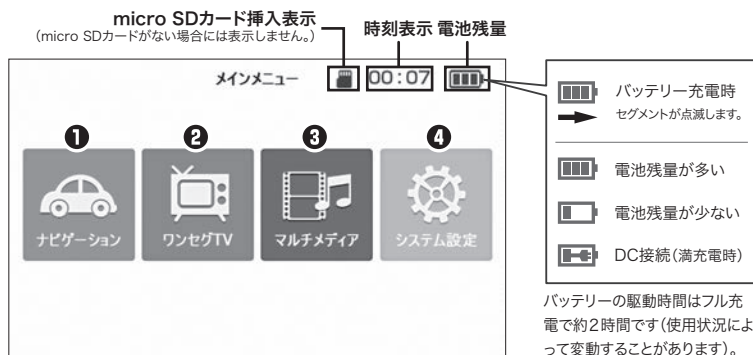 micro SDカード挿入表示
(micro SDカードがない場合には表示しません。)
時刻表示 電池残量
メインメニュー 00:07
❶ ❷ ❸ ❹
ナビゲーション ワンセグTV マルチメディア システム設定
バッテリー充電時
セグメントが点滅します。
電池残量が多い
電池残量が少ない
DC接続(満充電時)
バッテリーの駆動時間はフル充
電で約2時間です(使用状況によ
って変動することがあります)。